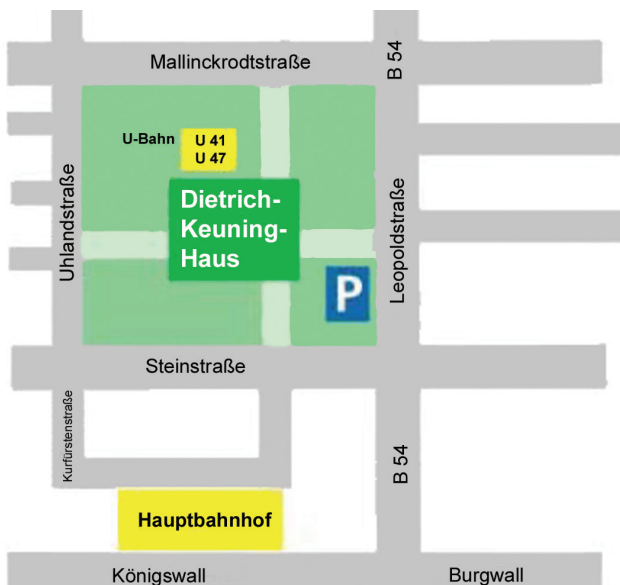 B 54
Mallinckrodtstraße
U-Bahn
U 41
U 47
Dietrich-
Keuning-
Haus
Uhlandstraße
Leopoldstraße
P
Steinstraße
Kurfürstenstraße
B 54
Hauptbahnhof
Königswall
Burgwall